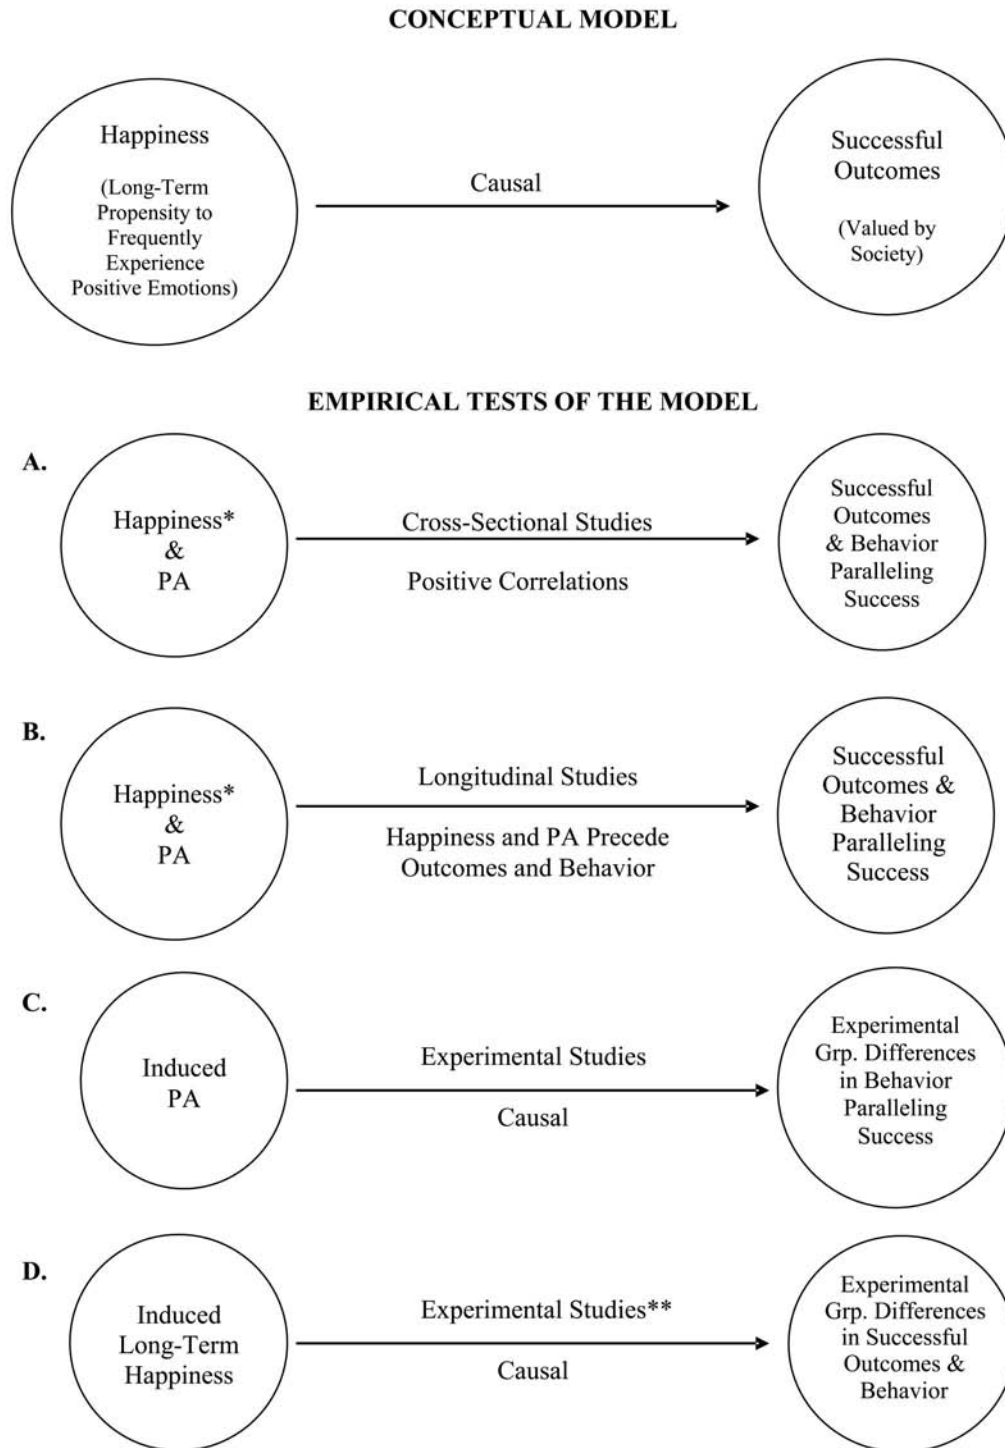 CONCEPTUAL MODEL
Happiness
(Long-Term
Propensity to
Frequently
Experience
Positive Emotions)
Causal
Successful
Outcomes
(Valued by
Society)
EMPIRICAL TESTS OF THE MODEL
A.
Happiness*
&
PA
Cross-Sectional Studies
Positive Correlations
Successful
Outcomes
& Behavior
Paralleling
Success
B.
Happiness*
&
PA
Longitudinal Studies
Happiness and PA Precede
Outcomes and Behavior
Successful
Outcomes &
Behavior
Paralleling
Success
C.
Induced
PA
Experimental Studies
Causal
Experimental
Grp. Differences
in Behavior
Paralleling
Success
D.
Induced
Long-Term
Happiness
Experimental Studies**
Causal
Experimental
Grp. Differences
in Successful
Outcomes &
Behavior